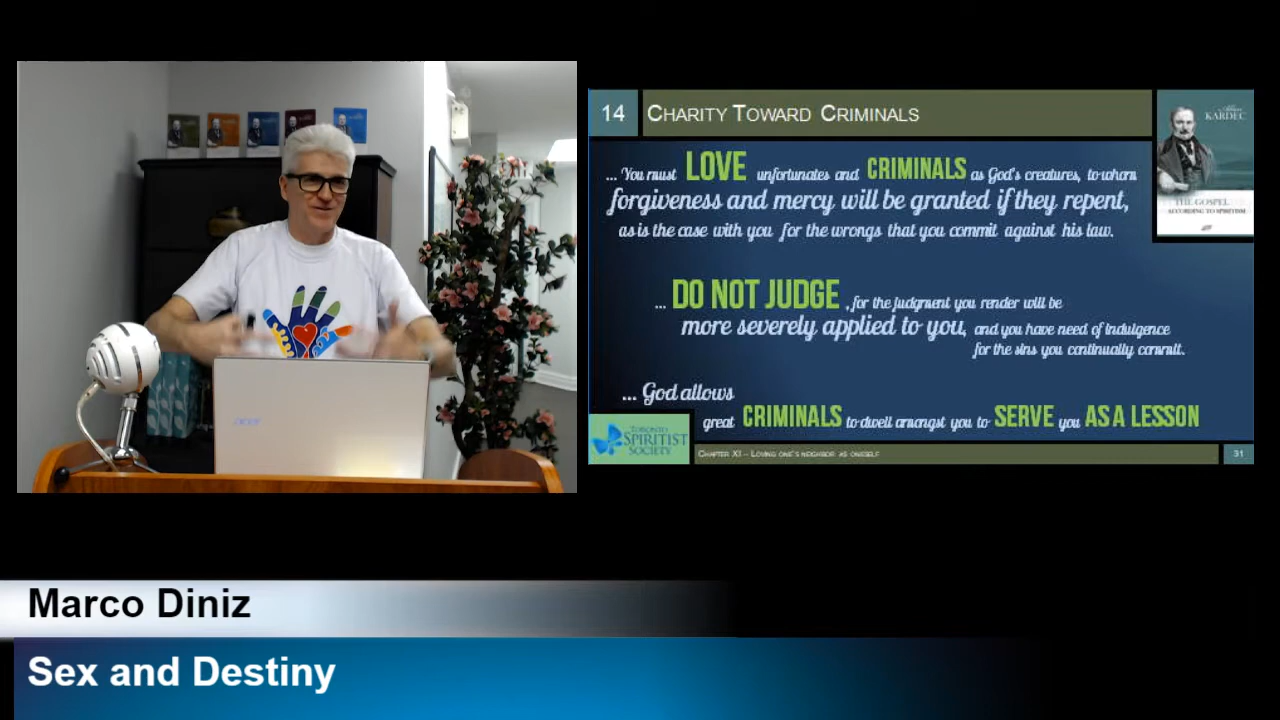 14 CHARITY TOWARD CRIMINALS
Allan
KARDEC
... You must LOVE unfortunates and CRIMINALS as God's creatures, to whom
forgiveness and mercy will be granted if they repent,
as is the case with you for the wrongs that you commit against his law.
THE GOSPEL
ACCORDING TO SPIRITISM
... DO NOT JUDGE , for the judgment you render will be
more severely applied to you, and you have need of indulgence
for the sins you continually commit.
... God allows
great CRIMINALS to dwell amongst you to SERVE you AS A LESSON
TORONTO
SPIRITIST
SOCIETY
CHAPTER XI – LOVING ONE'S NEIGHBOR AS ONESELF
31
acer
Marco Diniz
Sex and Destiny